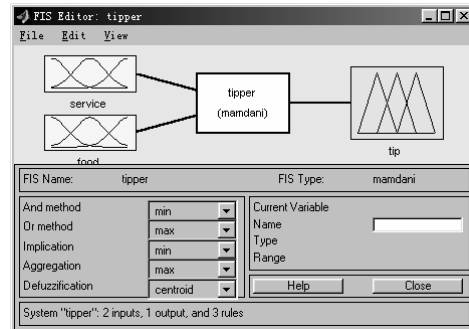 FIS Editor: tipper
File Edit View
service
food
tipper
(mamdani)
tip
FIS Name: tipper FIS Type: mamdani
And method min
Or method max
Implication min
Aggregation max
Defuzzification centroid
Current Variable
Name
Type
Range
Help Close
System "tipper": 2 inputs, 1 output, and 3 rules